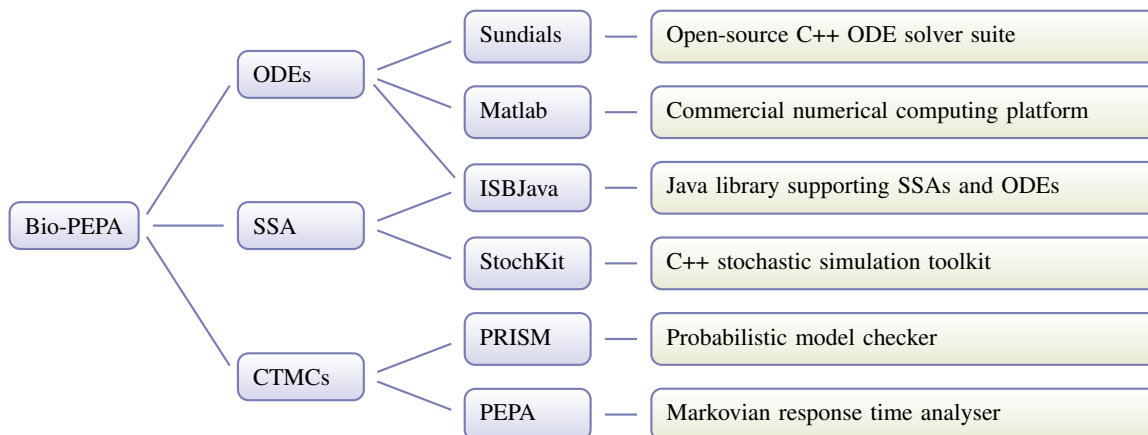 Sundials
Open-source C++ ODE solver suite
ODEs
Matlab
Commercial numerical computing platform
ISBJava
Java library supporting SSAs and ODEs
Bio-PEPA
SSA
StochKit
C++ stochastic simulation toolkit
PRISM
Probabilistic model checker
CTMCs
PEPA
Markovian response time analyser